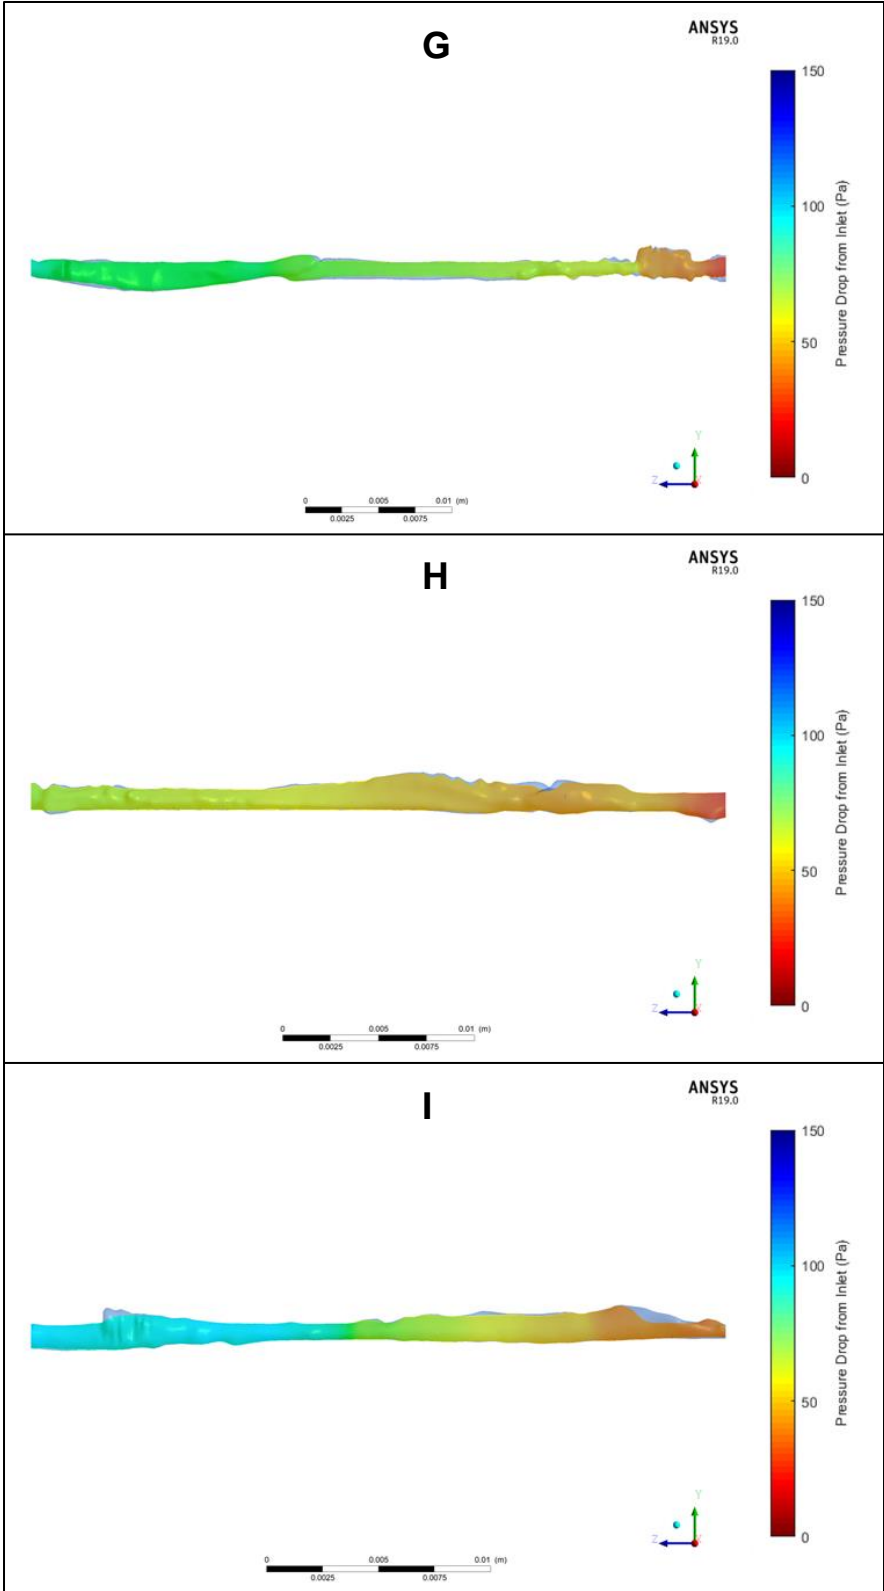 G
ANSYS
R19.0
150
100
50
0
Pressure Drop from Inlet (Pa)
Y
Z
0 0.005 0.01 (m)
0.0025 0.0075
H
ANSYS
R19.0
150
100
50
0
Pressure Drop from Inlet (Pa)
Y
Z
0 0.005 0.01 (m)
0.0025 0.0075
I
ANSYS
R19.0
150
100
50
0
Pressure Drop from Inlet (Pa)
Y
Z
0 0.005 0.01 (m)
0.0025 0.0075